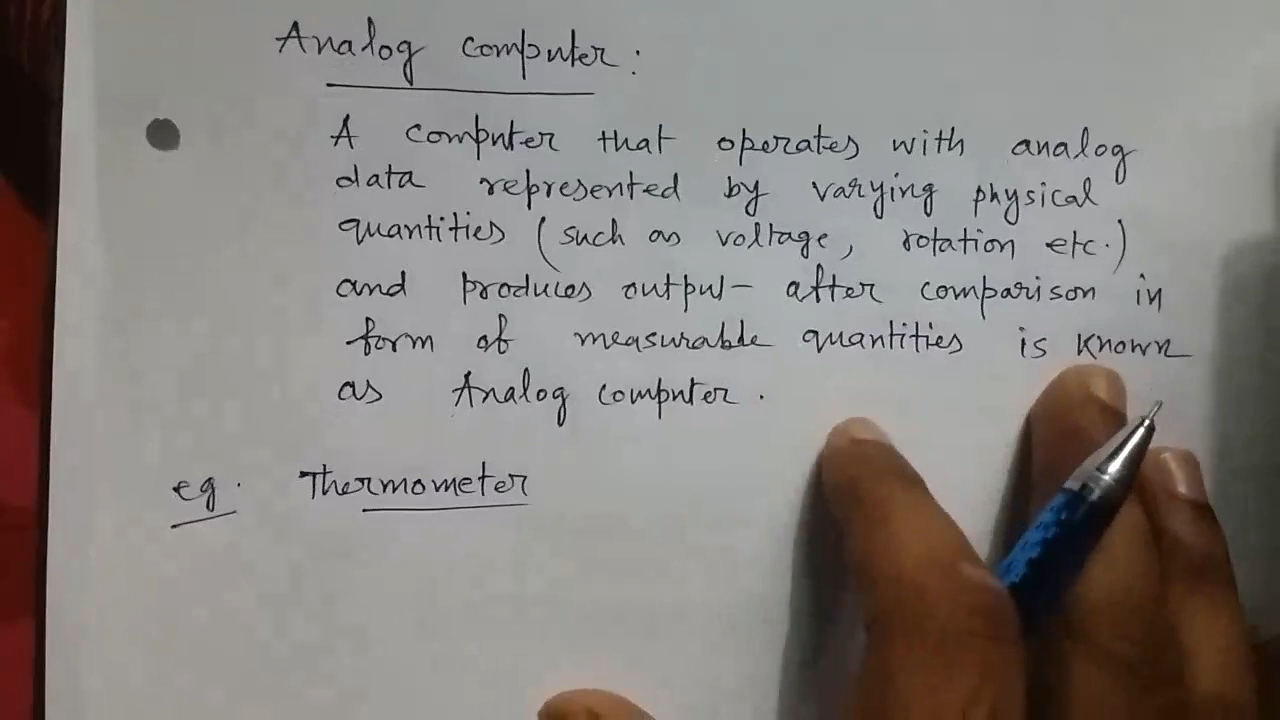 Analog computer:
A computer that operates with analog
data represented by varying physical
quantities (such as voltage, rotation etc.)
and produces output after comparison in
form of measurable quantities is known
as Analog computer.
eg. Thermometer